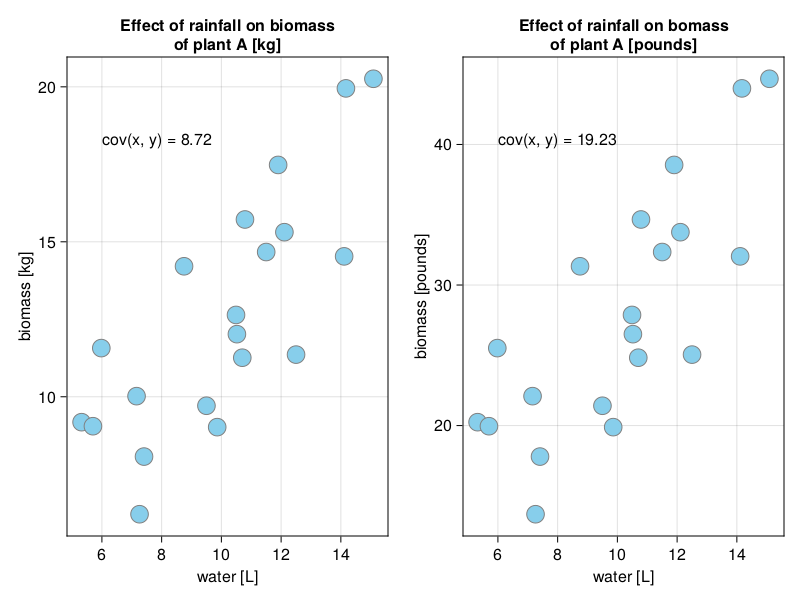 Effect of rainfall on biomass
of plant A [kg]
20
15
10
cov(x, y) = 8.72
biomass [kg]
6 8 10 12 14
water [L]
Effect of rainfall on bomass
of plant A [pounds]
40
30
20
cov(x, y) = 19.23
biomass [pounds]
6 8 10 12 14
water [L]